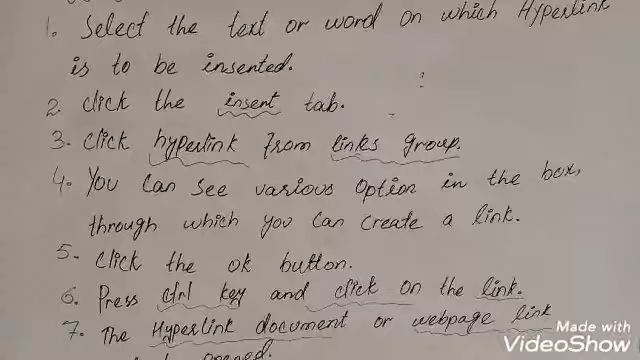 1. Select the text or word on which Hyperlink
is to be inserted.
2. Click the insert tab.
3. Click hyperlink from links group.
4. You can see various option in the box,
through which you can create a link.
5. Click the ok button.
6. Press ctrl key and click on the link.
7. The Hyperlink document or webpage link
opened.
Made with
VideoShow